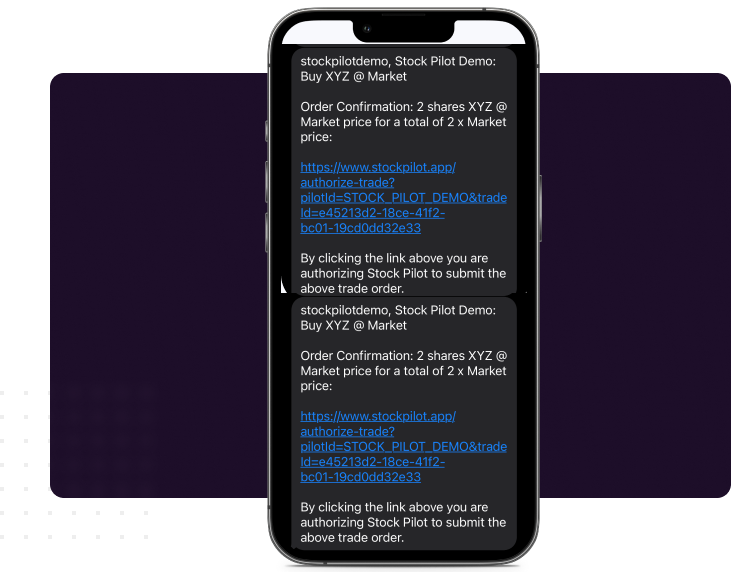 stockpilotdemo, Stock Pilot Demo:
Buy XYZ @ Market
Order Confirmation: 2 shares XYZ @
Market price for a total of 2 x Market
price:
https://www.stockpilot.app/
authorize-trade?
pilotId=STOCK_PILOT_DEMO&trade
Id=e45213d2-18ce-41f2-
bc01-19cd0dd32e33
By clicking the link above you are
authorizing Stock Pilot to submit the
above trade order.
stockpilotdemo, Stock Pilot Demo:
Buy XYZ @ Market
Order Confirmation: 2 shares XYZ @
Market price for a total of 2 x Market
price:
https://www.stockpilot.app/
authorize-trade?
pilotId=STOCK_PILOT_DEMO&trade
Id=e45213d2-18ce-41f2-
bc01-19cd0dd32e33
By clicking the link above you are
authorizing Stock Pilot to submit the
above trade order.